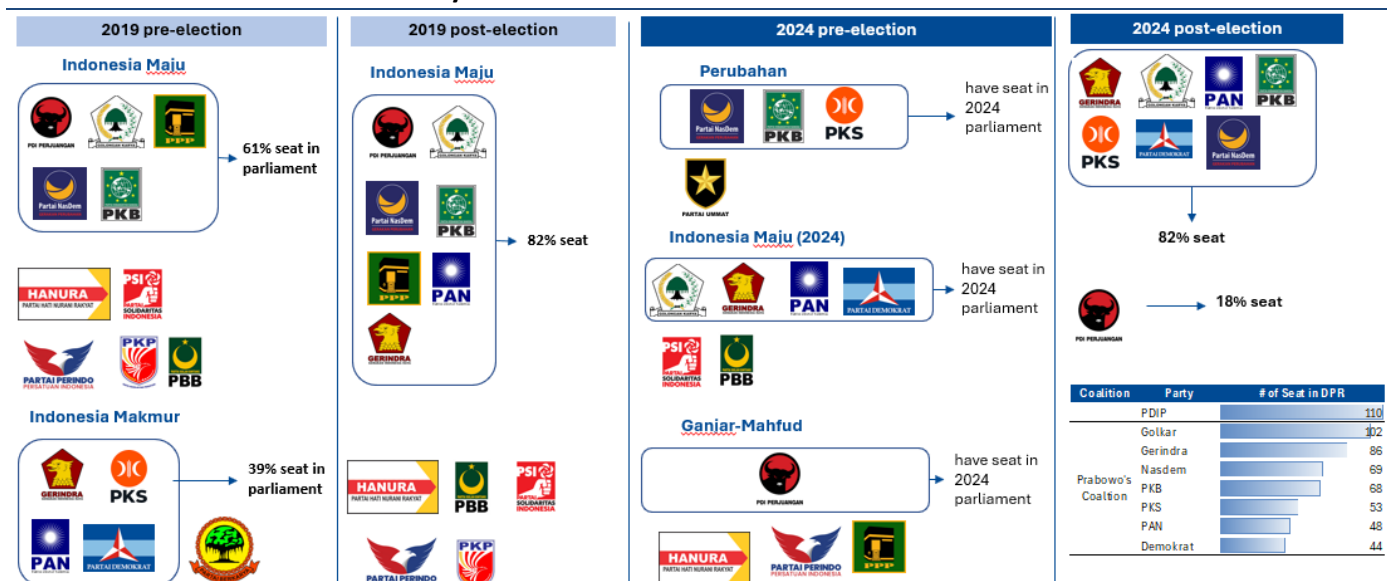 2019 pre-election
Indonesia Maju
PDI PERJUANGAN
GOLONGAN KARYA
PPP
Partai NasDem
PKB
61% seat in
parliament
HANURA
PARTAI HATI NURANI RAKYAT
PSI
PARTAI
SOLIDARITAS
INDONESIA
PARTAI PERINDO
PERSATUAN INDONESIA
PKP
PBB
Indonesia Makmur
GERINDRA
PKS
39% seat in
parliament
PAN
PARTAI DEMOKRAT
2019 post-election
Indonesia Maju
PDI PERJUANGAN
GOLONGAN KARYA
Partai NasDem
PKB
82% seat
PPP
PAN
GERINDRA
HANURA
PARTAI HATI NURANI RAKYAT
PBB
PSI
PARTAI
SOLIDARITAS
INDONESIA
PARTAI PERINDO
PKP
2024 pre-election
Perubahan
Partai NasDem
PKB
PKS
have seat in
2024
parliament
PARTAI UMMAT
Indonesia Maju (2024)
GOLONGAN KARYA
GERINDRA
PAN
PARTAI DEMOKRAT
have seat in
2024
parliament
PSI
PARTAI
SOLIDARITAS
INDONESIA
PBB
Ganjar-Mahfud
PDI PERJUANGAN
have seat in
2024
parliament
HANURA
PARTAI HATI NURANI RAKYAT
PARTAI PERINDO
PERSATUAN INDONESIA
PPP
2024 post-election
GERINDRA
GOLONGAN KARYA
PAN
PKB
PKS
PARTAI DEMOKRAT
Partai NasDem
82% seat
PDI PERJUANGAN
18% seat
Coalition Party # of Seat in DPR
PDIP 110
Golkar 102
Gerindra 86
Nasdem 69
Prabowo's
Coaltion
PKB 68
PKS 53
PAN 48
Demokrat 44